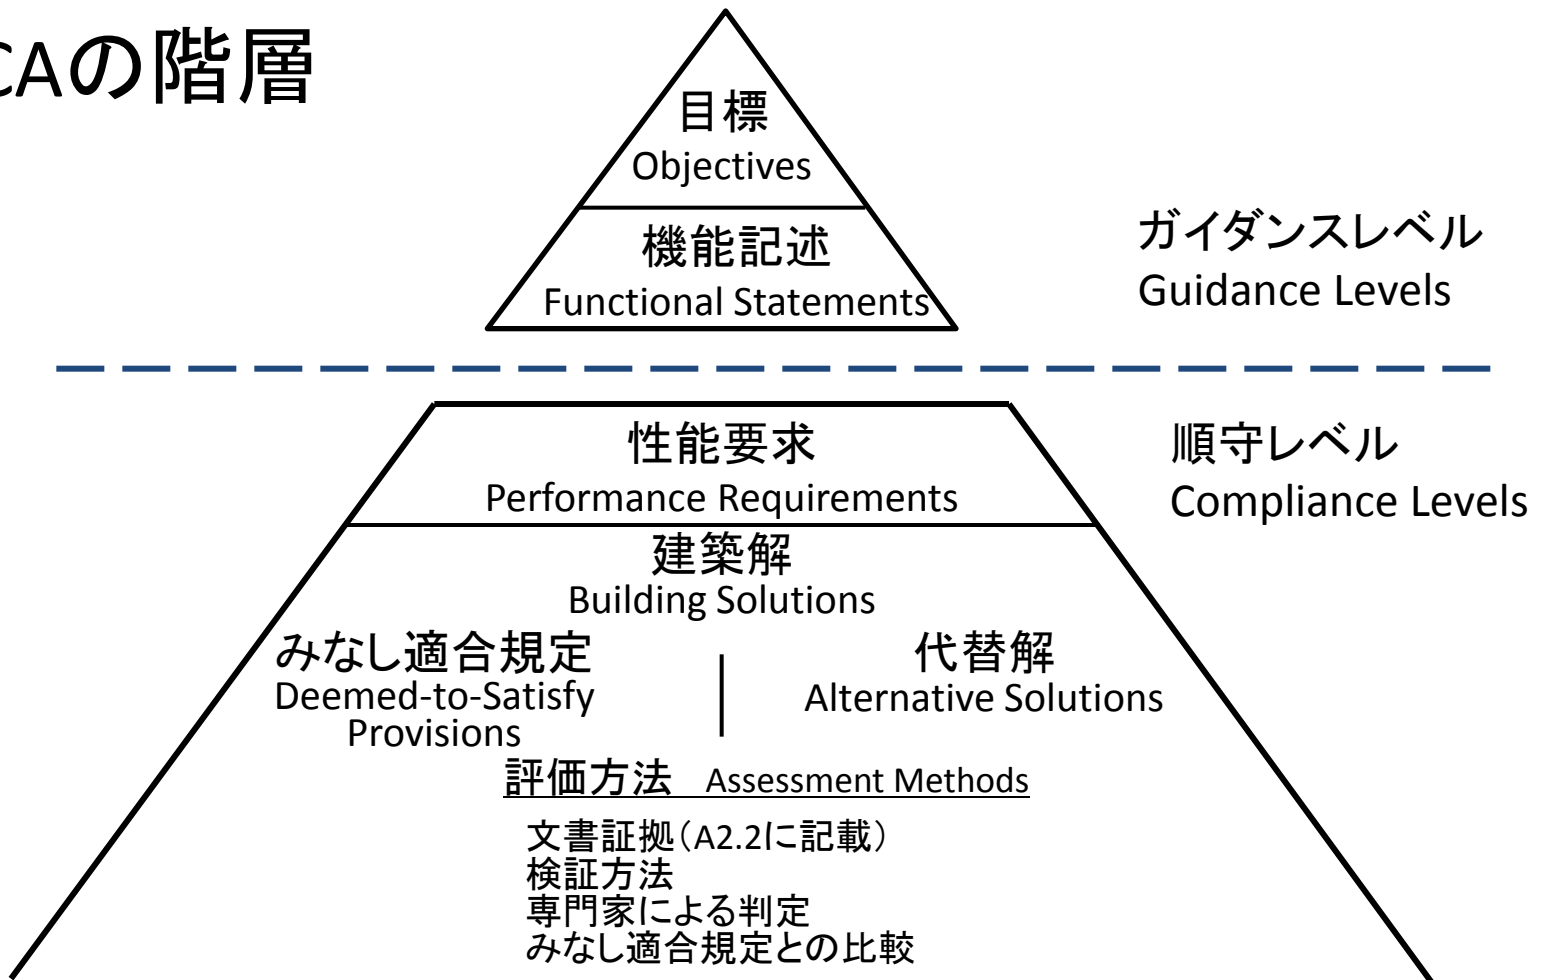 CAの階層
目標
Objectives
機能記述
Functional Statements
ガイダンスレベル
Guidance Levels
性能要求
Performance Requirements
順守レベル
Compliance Levels
建築解
Building Solutions
みなし適合規定
Deemed-to-Satisfy
Provisions
代替解
Alternative Solutions
評価方法 Assessment Methods
文書証拠（A2.2に記載）
検証方法
専門家による判定
みなし適合規定との比較